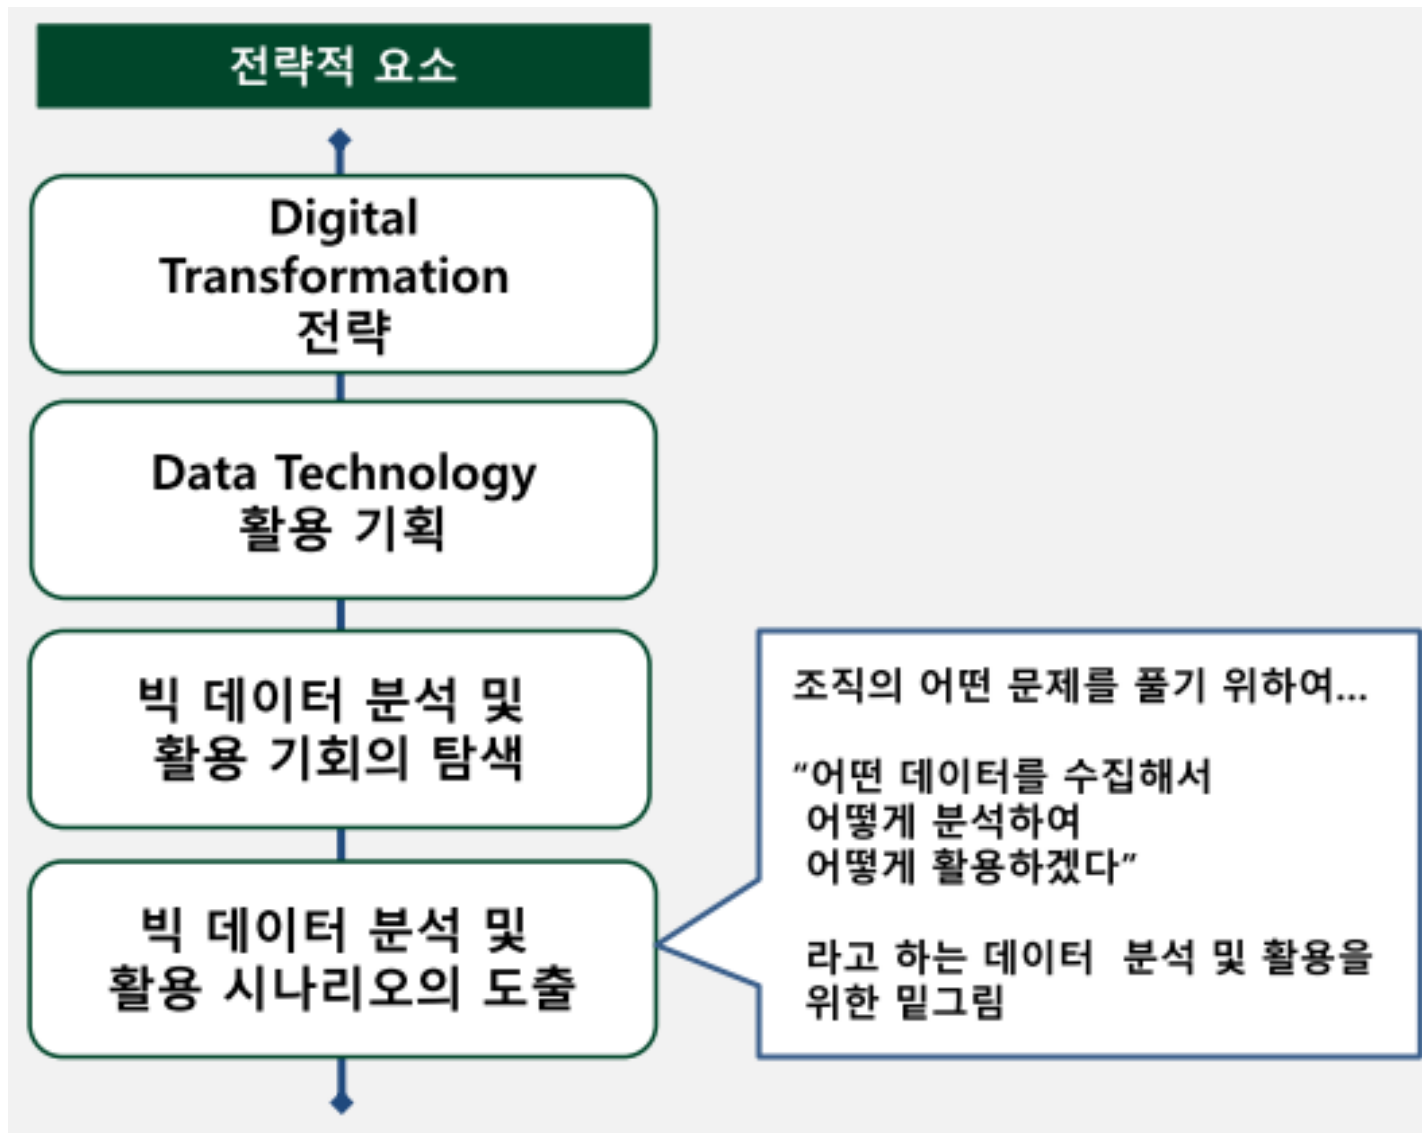 전략적 요소
Digital
Transformation
전략
Data Technology
활용 기획
빅 데이터 분석 및
활용 기회의 탐색
빅 데이터 분석 및
활용 시나리오의 도출
조직의 어떤 문제를 풀기 위하여...
“어떤 데이터를 수집해서
어떻게 분석하여
어떻게 활용하겠다”
라고 하는 데이터 분석 및 활용을
위한 밑그림